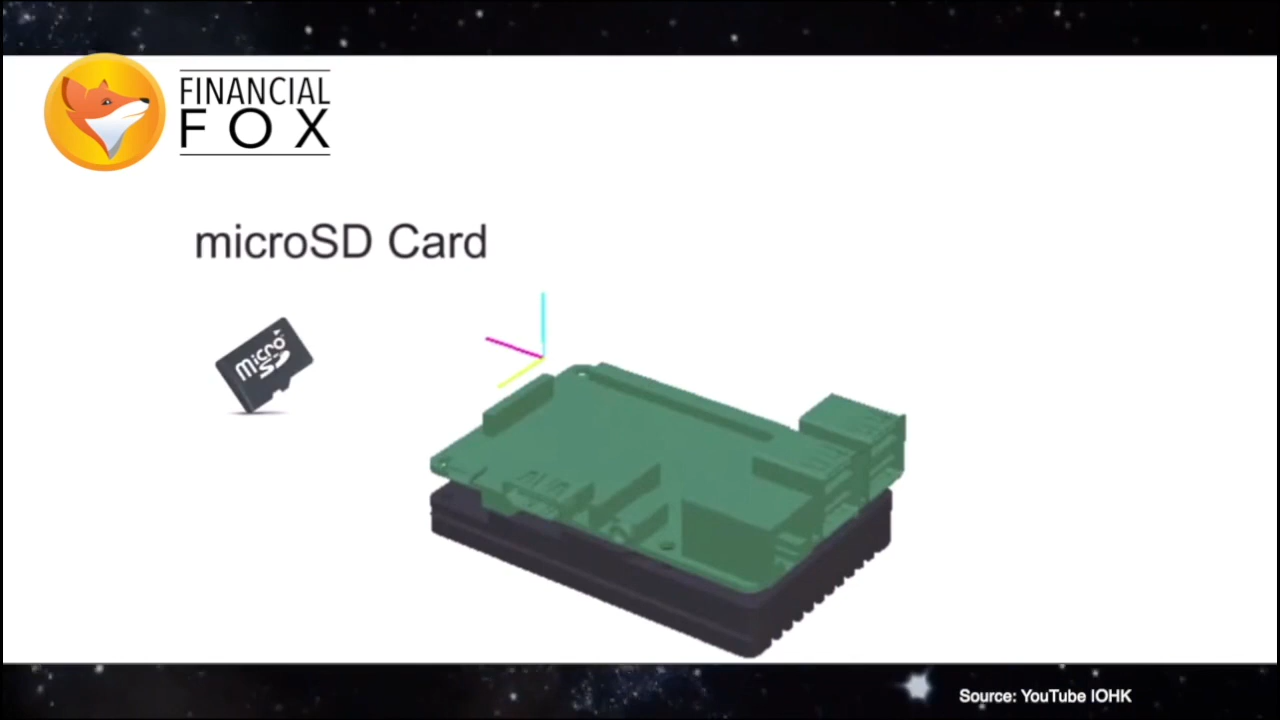 FINANCIAL
FOX
microSD Card
micro
SD
Source: YouTube IOHK